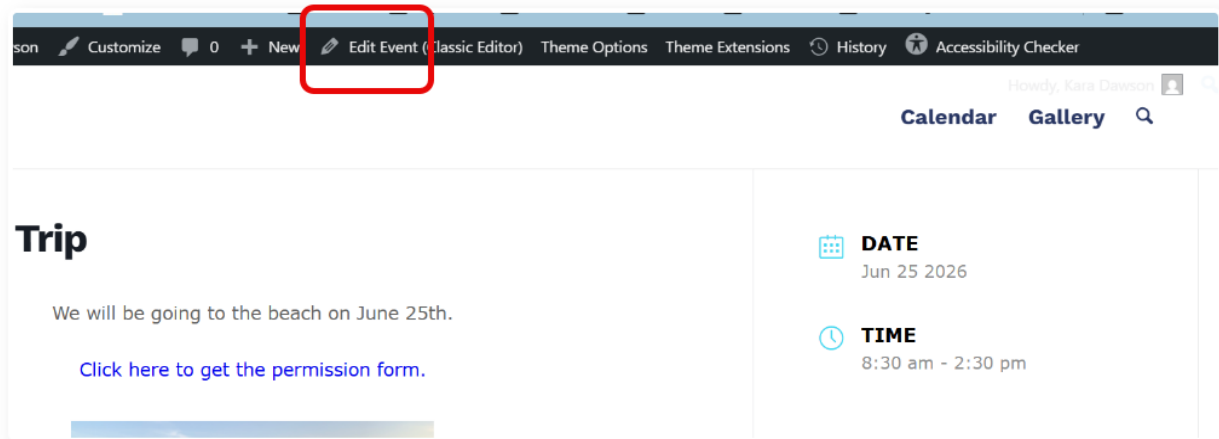 son Customize 0 New Edit Event (Classic Editor) Theme Options Theme Extensions History Accessibility Checker
Howdy, Kara Dawson
Calendar Gallery
Trip
DATE
Jun 25 2026
We will be going to the beach on June 25th.
TIME
8:30 am - 2:30 pm
Click here to get the permission form.